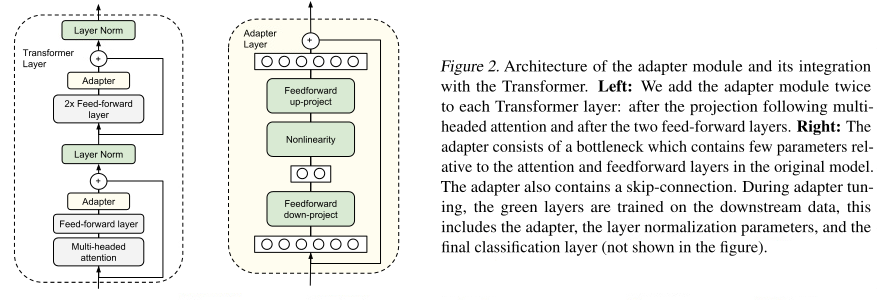 Layer Norm
Transformer
Layer
+
Adapter
2x Feed-forward
layer
Layer Norm
+
Adapter
Feed-forward layer
Multi-headed
attention
Adapter
Layer
+
Feedforward
up-project
Nonlinearity
Feedforward
down-project
Figure 2. Architecture of the adapter module and its integration
with the Transformer. Left: We add the adapter module twice
to each Transformer layer: after the projection following multi-
headed attention and after the two feed-forward layers. Right: The
adapter consists of a bottleneck which contains few parameters rel-
ative to the attention and feedforward layers in the original model.
The adapter also contains a skip-connection. During adapter tun-
ing, the green layers are trained on the downstream data, this
includes the adapter, the layer normalization parameters, and the
final classification layer (not shown in the figure).